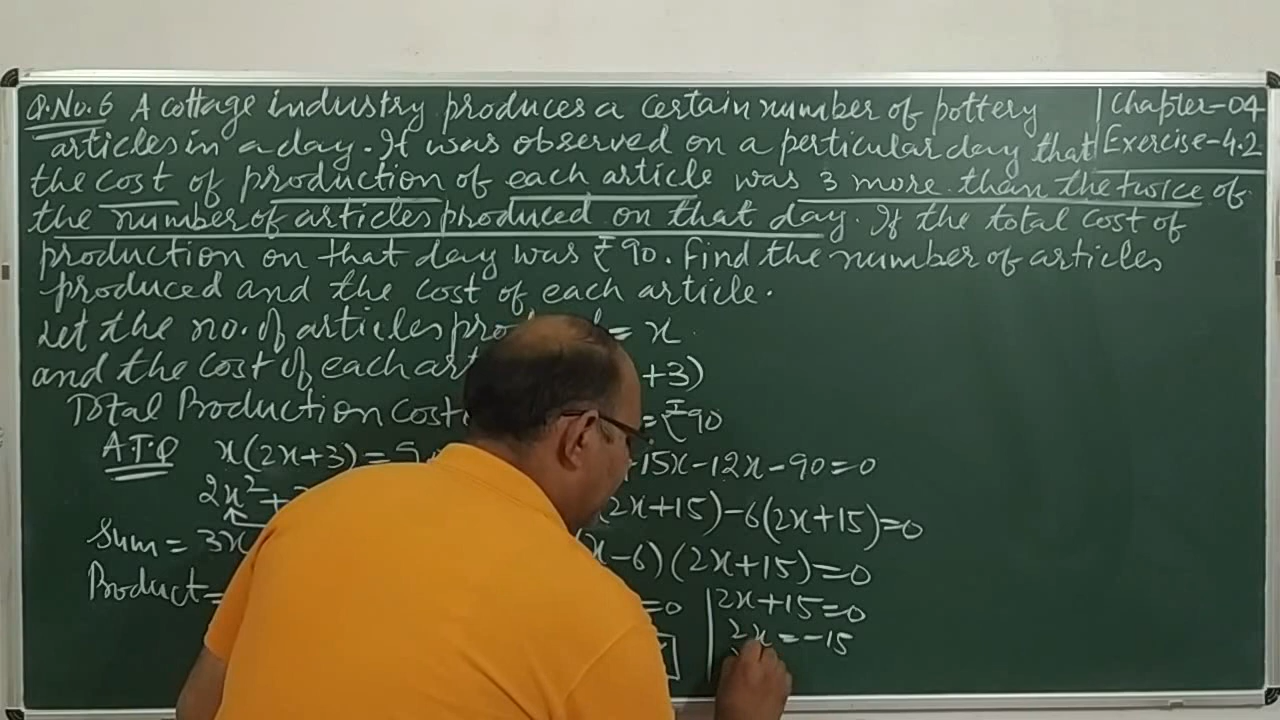 Q.No.6 A cottage industry produces a certain number of pottery
articles in a day. It was observed on a perticular day that
the cost of production of each article was 3 more than the twice of
the number of articles produced on that day. If the total cost of
production on that day was ₹90. Find the number of articles
produced and the cost of each article.
Chapter-04
Exercise-4.2
Let the no. of articles = x
and the cost of each +3)
Total Production Cost = ₹90
A.T.Q x(2x+3)=
15x-12x-90=0
2x²+
2x+15)-6(2x+15)=0
Sum = 3x
x-6)(2x+15)=0
Product=
=0
2x+15=0
2x=-15